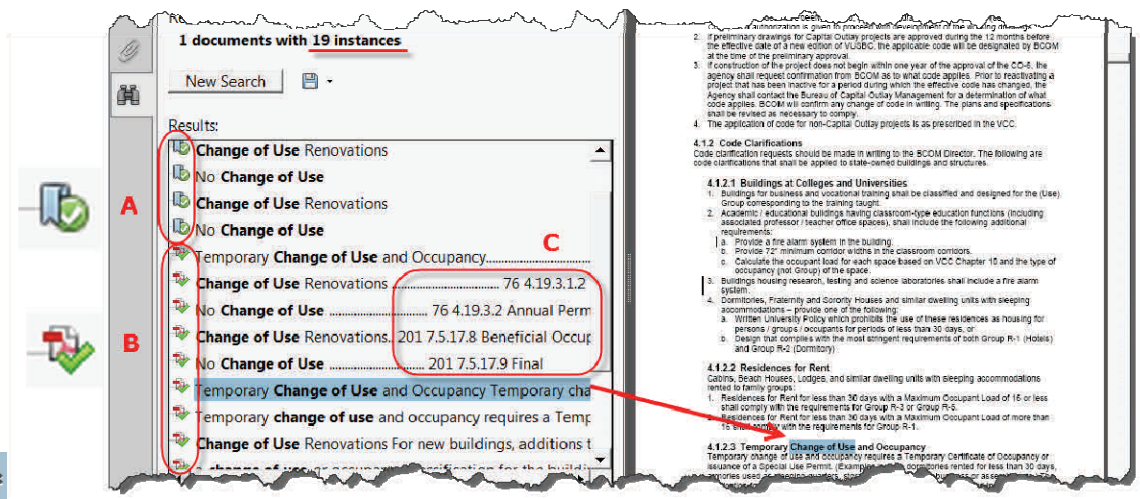 1 documents with 19 instances
New Search
Results:
Change of Use Renovations
No Change of Use
Change of Use Renovations
No Change of Use
Temporary Change of Use and Occupancy
Change of Use Renovations ........................... 76 4.19.3.1.2
No Change of Use ......................... 76 4.19.3.2 Annual Perm
Change of Use Renovations.. 201 7.5.17.8 Beneficial Occup
No Change of Use ......................... 201 7.5.17.9 Final
Temporary Change of Use and Occupancy Temporary cha
Temporary change of use and occupancy requires a Temp
Change of Use Renovations For new buildings, additions t
A
B
C
authorization is given to proceed with development of the working
2. If preliminary drawings for Capital Outlay projects are approved during the 12 months before
the effective date of a new edition of VUSBC, the applicable code will be designated by BCOM
at the time of the preliminary approval.
3. If construction of the project does not begin within one year of the approval of the CO-6, the
agency shall request confirmation from BCOM as to what code applies. Prior to reactivating a
project that has been inactive for a period during which the effective code has changed, the
Agency shall contact the Bureau of Capital Outlay Management for a determination of what
code applies. BCOM will confirm any change of code in writing. The plans and specifications
shall be revised as necessary to comply.
4. The application of code for non-Capital Outlay projects is as prescribed in the VCC.
4.1.2 Code Clarifications
Code clarification requests should be made in writing to the BCOM Director. The following are
code clarifications that shall be applied to state-owned buildings and structures.
4.1.2.1 Buildings at Colleges and Universities
1. Buildings for business and vocational training shall be classified and designed for the (Use)
Group corresponding to the training taught.
2. Academic / educational buildings having classroom-type education functions (including
associated professor / teacher office spaces), shall include the following additional
requirements:
a. Provide a fire alarm system in the building.
b. Provide 72" minimum corridor widths in the classroom corridors.
c. Calculate the occupant load for each space based on VCC Chapter 10 and the type of
occupancy (not Group) of the space.
3. Buildings housing research, testing and science laboratories shall include a fire alarm
system.
4. Dormitories, Fraternity and Sorority Houses and similar dwelling units with sleeping
accommodations – provide one of the following:
a. Written University Policy which prohibits the use of these residences as housing for
persons / groups / occupants for periods of less than 30 days, or
b. Design that complies with the most stringent requirements of both Group R-1 (Hotels)
and Group R-2 (Dormitory)
4.1.2.2 Residences for Rent
Cabins, Beach Houses, Lodges, and similar dwelling units with sleeping accommodations
rented to family groups:
1. Residences for Rent for less than 30 days with a Maximum Occupant Load of 16 or less
shall comply with the requirements for Group R-3 or Group R-5.
2. Residences for Rent for less than 30 days with a Maximum Occupant Load of more than
16 shall comply with the requirements for Group R-1.
4.1.2.3 Temporary Change of Use and Occupancy
Temporary change of use and occupancy requires a Temporary Certificate of Occupancy or
issuance of a Special Use Permit. (Examples dormitories rented for less than 30 days,